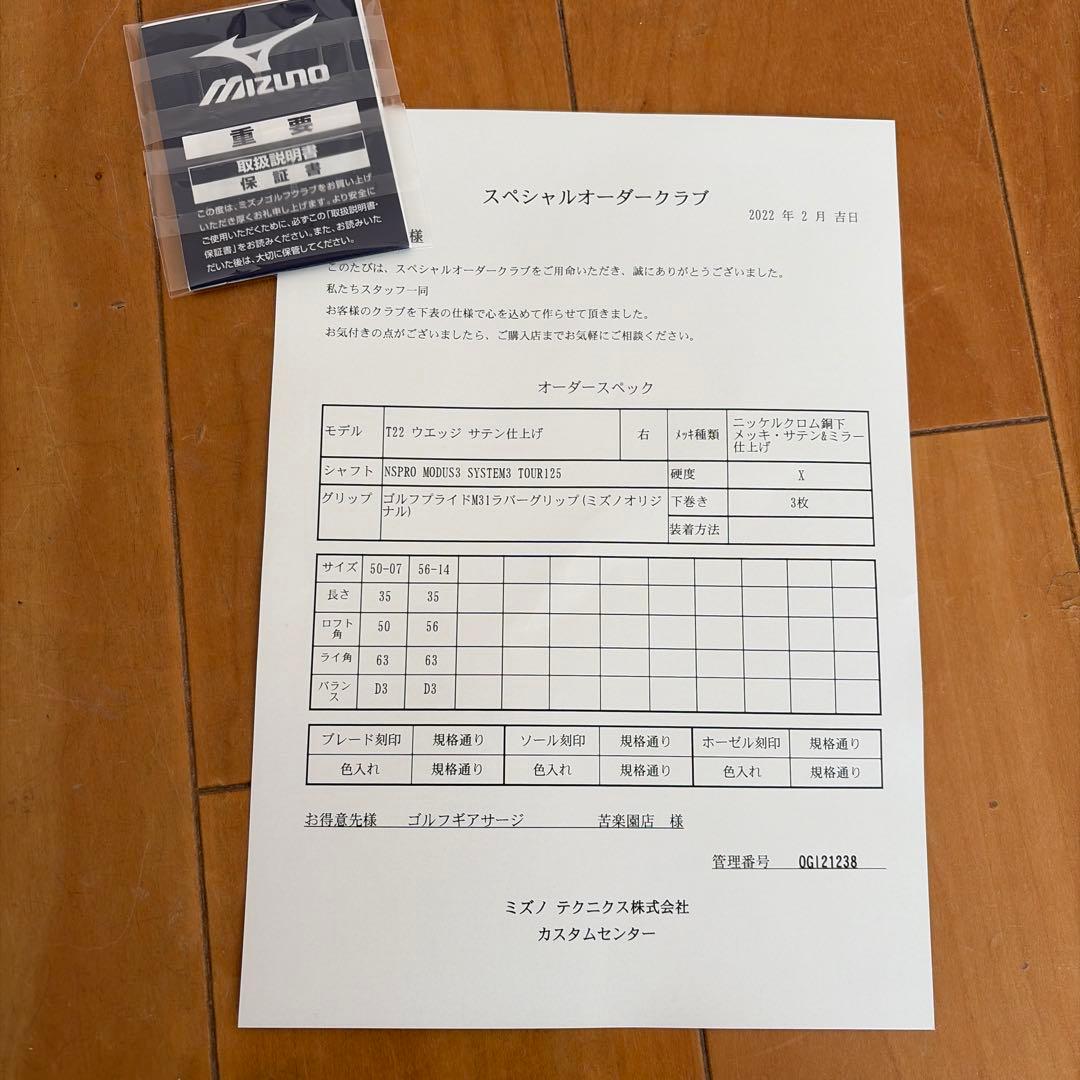 MIZUNO
重要
取扱説明書
保証書
この度は、ミズノゴルフクラブをお買い上げ
いただき厚くお礼申し上げます。より安全に
ご使用いただくために、必ずこの「取扱説明書・
保証書」をお読みください。また、お読みいた
だいた後は、大切に保管してください。
スペシャルオーダークラブ
2022 年 2 月 吉日
様
このたびは、スペシャルオーダークラブをご用命いただき、誠にありがとうございました。
私たちスタッフ一同
お客様のクラブを下表の仕様で心を込めて作らせて頂きました。
お気付きの点がございましたら、ご購入店までお気軽にご相談ください。
オーダースペック
モデル T22 ウエッジ サテン仕上げ 右 ﾒｯｷ種類 ニッケルクロム銅下
メッキ・サテン&ミラー
仕上げ
シャフト NSPRO MODUS3 SYSTEM3 TOUR125 硬度 X
グリップ ゴルフプライドM31ラバーグリップ(ミズノオリジ
ナル)
下巻き 3枚
装着方法
サイズ 50-07 56-14
長さ 35 35
ロフト
角 50 56
ライ角 63 63
バラン
ス D3 D3
ブレード刻印 規格通り ソール刻印 規格通り ホーゼル刻印 規格通り
色入れ 規格通り 色入れ 規格通り 色入れ 規格通り
お得意先様 ゴルフギアサージ 苦楽園店 様
管理番号 0GI21238
ミズノ テクニクス株式会社
カスタムセンター